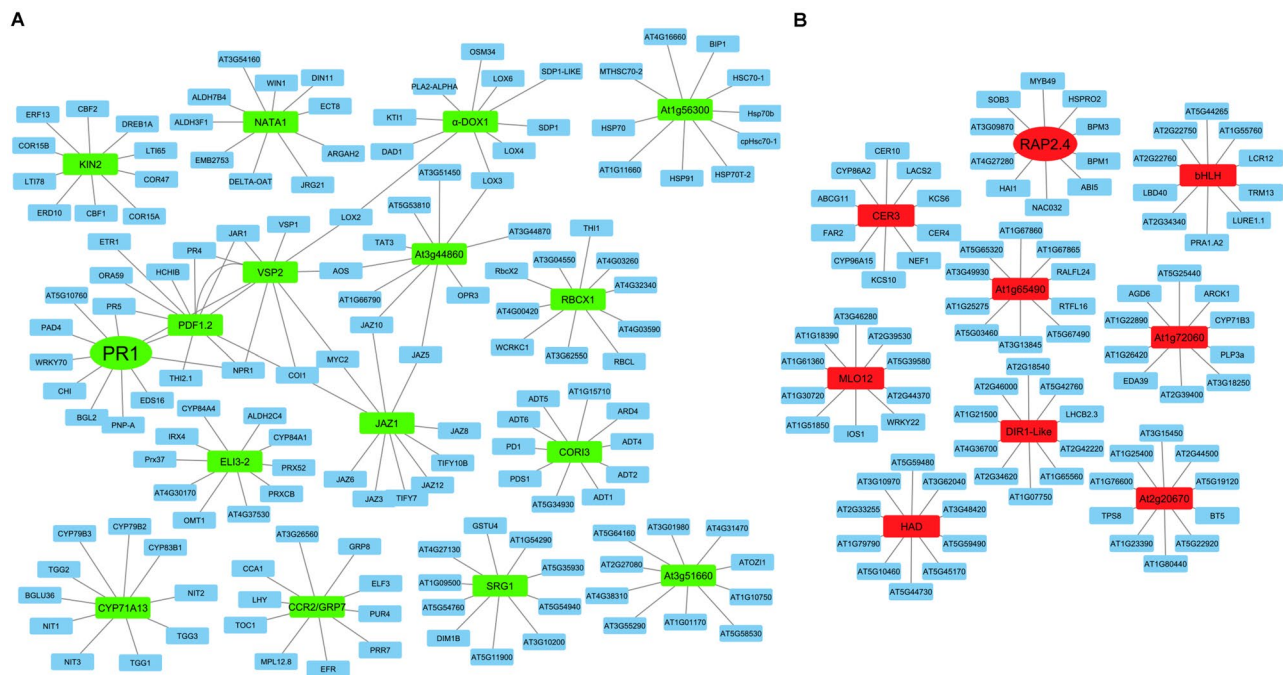 A
B
AT3G54160
WIN1
DIN11
ALDH7B4
ECT8
ALDH3F1
NATA1
EMB2753
ARGAH2
DELTA-OAT
JRG21
CBF2
ERF13
DREB1A
COR15B
LTI65
KIN2
LTI78
COR47
ERD10
CBF1
COR15A
OSM34
LOX6
SDP1-LIKE
PLA2-ALPHA
KTI1
α-DOX1
SDP1
DAD1
LOX4
LOX3
LOX2
AT4G16660
BIP1
MTHSC70-2
HSC70-1
At1g56300
Hsp70b
HSP70
cpHsc70-1
AT1G11660
HSP91
HSP70T-2
AT3G51450
AT5G53810
AT3G44870
TAT3
At3g44860
AOS
OPR3
AT1G66790
JAZ10
JAZ5
VSP1
JAR1
PR4
ETR1
HCHIB
VSP2
ORA59
AT5G10760
PR5
PDF1.2
PAD4
PR1
WRKY70
NPR1
THI2.1
CHI
EDS16
BGL2
PNP-A
MYC2
COI1
THI1
AT3G04550
RbcX2
AT4G03260
AT4G32340
RBCX1
AT4G00420
AT4G03590
WCRKC1
AT3G62550
RBCL
JAZ1
JAZ8
TIFY10B
JAZ6
JAZ12
JAZ3
TIFY7
AT1G15710
ADT5
ARD4
ADT6
ADT4
PD1
CORI3
PDS1
ADT2
AT5G34930
ADT1
CYP84A4
ALDH2C4
IRX4
CYP84A1
Prx37
ELI3-2
PRX52
AT4G30170
PRXCB
OMT1
AT4G37530
CYP79B2
CYP79B3
CYP83B1
TGG2
BGLU36
NIT2
CYP71A13
NIT1
TGG3
NIT3
TGG1
AT3G26560
GRP8
CCA1
ELF3
LHY
CCR2/GRP7
PUR4
TOC1
PRR7
MPL12.8
EFR
GSTU4
AT1G54290
AT4G27130
AT5G35930
AT1G09500
SRG1
AT5G54760
AT5G54940
DIM1B
AT3G10200
AT5G11900
AT3G01980
AT4G31470
AT5G64160
ATOZI1
AT2G27080
At3g51660
AT4G38310
AT1G10750
AT3G55290
AT1G01170
AT5G58530
MYB49
SOB3
HSPRO2
AT3G09870
RAP2.4
BPM3
AT4G27280
BPM1
HAI1
ABI5
NAC032
AT5G44265
AT2G22750
AT1G55760
AT2G22760
LCR12
bHLH
LBD40
TRM13
AT2G34340
LURE1.1
PRA1.A2
CER10
CYP86A2
LACS2
ABCG11
KCS6
CER3
FAR2
CER4
CYP96A15
NEF1
KCS10
AT1G67860
AT5G65320
AT1G67865
AT3G49930
RALFL24
At1g65490
AT1G25275
RTFL16
AT5G03460
AT5G67490
AT3G13845
AT5G25440
AGD6
ARCK1
AT1G22890
CYP71B3
At1g72060
AT1G26420
PLP3a
EDA39
AT3G18250
AT2G39400
AT3G46280
AT1G18390
AT2G39530
AT1G61360
AT5G39580
MLO12
AT1G30720
AT2G44370
AT1G51850
WRKY22
IOS1
AT2G18540
AT2G46000
AT5G42760
AT1G21500
LHCB2.3
DIR1-Like
AT4G36700
AT2G42220
AT2G34620
AT1G65560
AT1G07750
AT3G15450
AT1G25400
AT2G44500
AT1G76600
AT5G19120
At2g20670
TPS8
BT5
AT1G23390
AT5G22920
AT1G80440
AT5G59480
AT3G10970
AT3G62040
AT2G33255
AT3G48420
HAD
AT1G79790
AT5G59490
AT5G10460
AT5G45170
AT5G44730